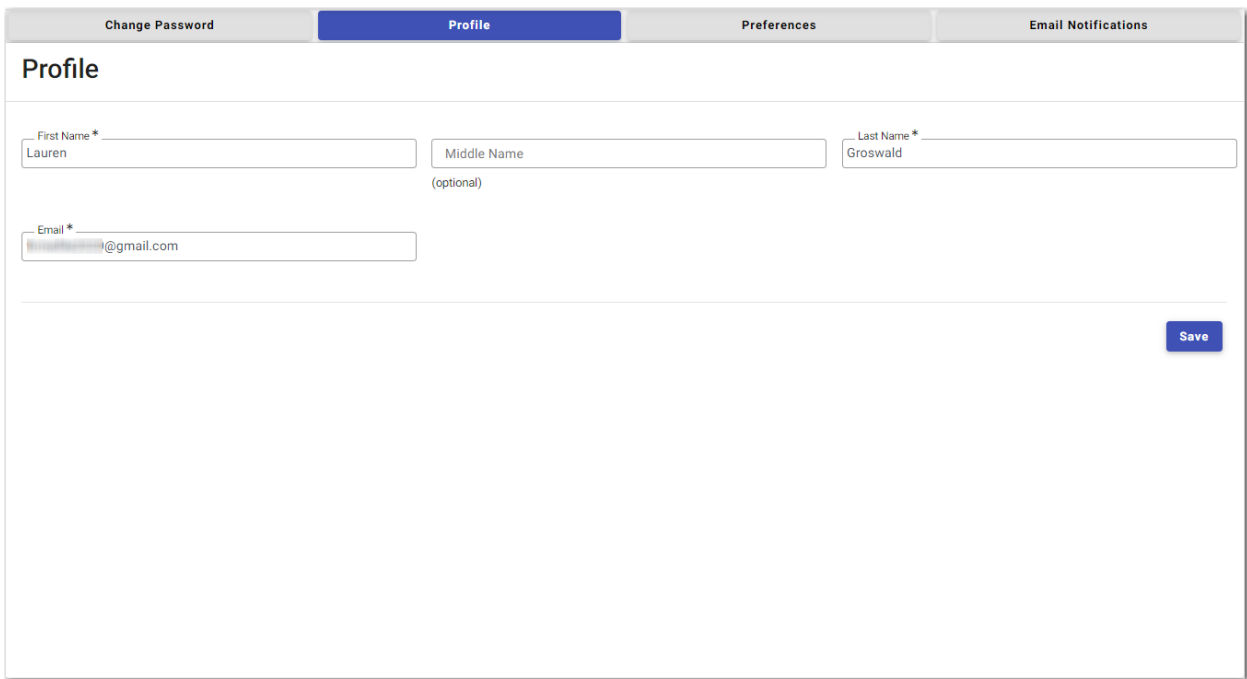 Change Password Profile Preferences Email Notifications
Profile
First Name * Last Name *
Lauren Middle Name Groswald
(optional)
Email *
@gmail.com
Save